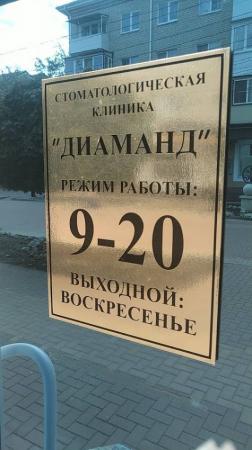 СТОМАТОЛОГИЧЕСКАЯ
КЛИНИКА
"ДИАМАНД"
РЕЖИМ РАБОТЫ:
9-20
ВЫХОДНОЙ:
ВОСКРЕСЕНЬЕ